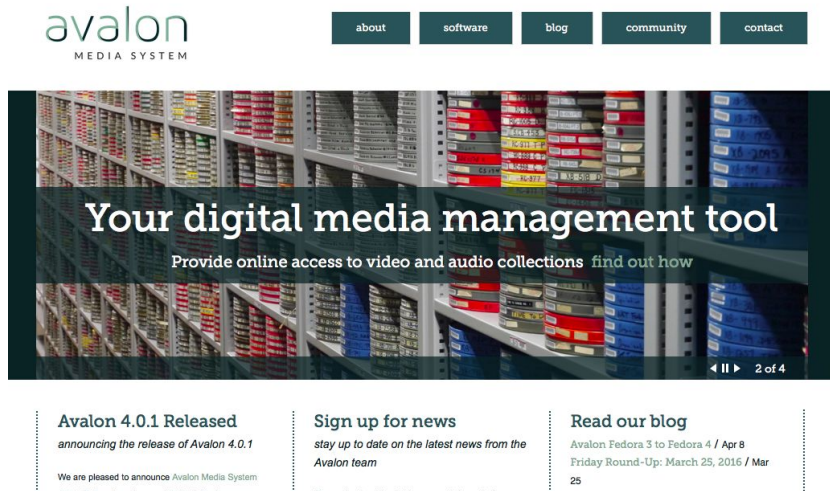 avalon
MEDIA SYSTEM
about
software
blog
community
contact
Your digital media management tool
Provide online access to video and audio collections find out how
2 of 4
Avalon 4.0.1 Released
announcing the release of Avalon 4.0.1
We are pleased to announce Avalon Media System
Sign up for news
stay up to date on the latest news from the
Avalon team
Read our blog
Avalon Fedora 3 to Fedora 4 / Apr 8
Friday Round-Up: March 25, 2016 / Mar
25